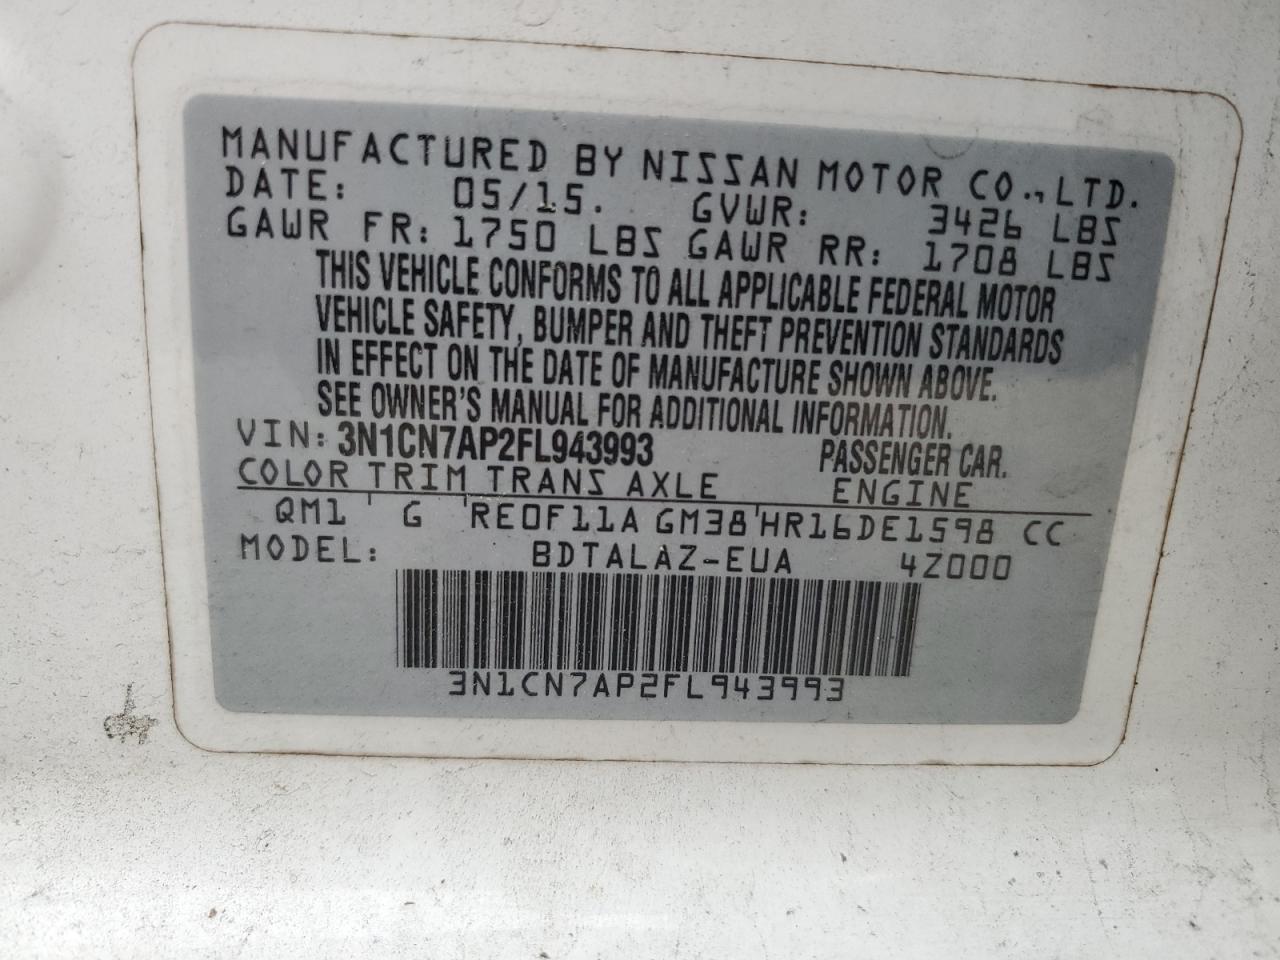 MANUFACTURED BY NISSAN MOTOR CO.,LTD.
DATE: 05/15. GVWR: 3426 LBS
GAWR FR: 1750 LBS GAWR RR: 1708 LBS
THIS VEHICLE CONFORMS TO ALL APPLICABLE FEDERAL MOTOR
VEHICLE SAFETY, BUMPER AND THEFT PREVENTION STANDARDS
IN EFFECT ON THE DATE OF MANUFACTURE SHOWN ABOVE.
SEE OWNER'S MANUAL FOR ADDITIONAL INFORMATION.
VIN: 3N1CN7AP2FL943993 PASSENGER CAR.
COLOR TRIM TRANS AXLE ENGINE
QM1 ' G 'RE0F11A GM38'HR16DE1598 CC
MODEL: BDTALAZ-EUA 4Z000
3N1CN7AP2FL943993